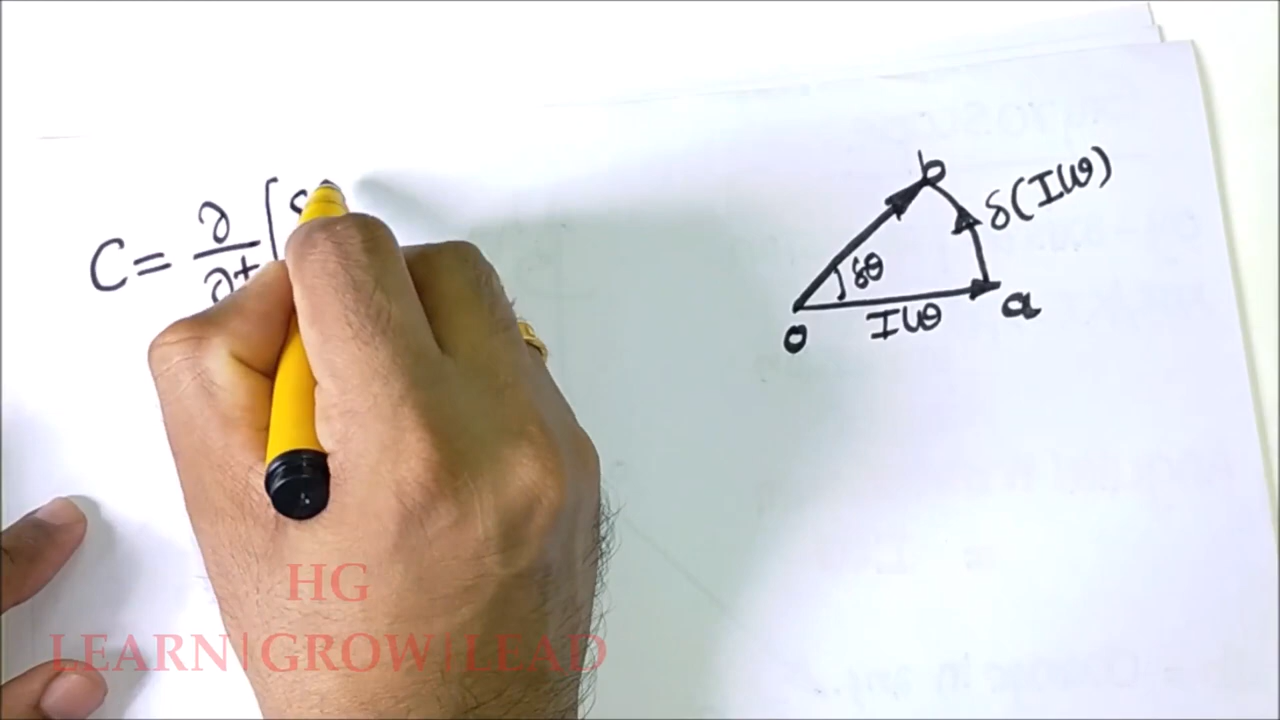 C = ∂/∂t [δ
b
δ(Iω)
δθ
o
Iω
a
HG
LEARN|GROW|LEAD